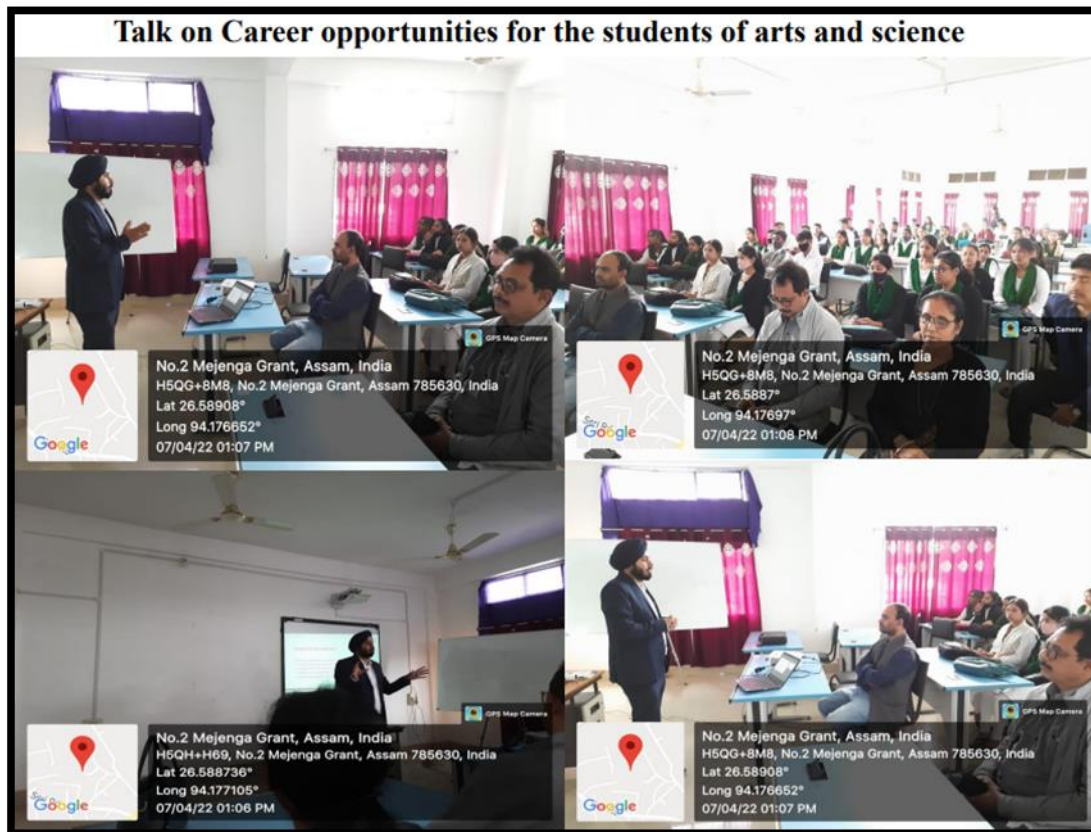 Talk on Career opportunities for the students of arts and science
GPS Map Camera
No.2 Mejenga Grant, Assam, India
H5QG+8M8, No.2 Mejenga Grant, Assam 785630, India
Lat 26.58908°
Long 94.176652°
07/04/22 01:07 PM
Google
GPS Map Camera
No.2 Mejenga Grant, Assam, India
H5QG+8M8, No.2 Mejenga Grant, Assam 785630, India
Lat 26.5887°
Long 94.17697°
07/04/22 01:08 PM
Google
GPS Map Camera
No.2 Mejenga Grant, Assam, India
H5QH+H69, No.2 Mejenga Grant, Assam 785630, India
Lat 26.588736°
Long 94.177105°
07/04/22 01:06 PM
Google
GPS Map Camera
No.2 Mejenga Grant, Assam, India
H5QG+8M8, No.2 Mejenga Grant, Assam 785630, India
Lat 26.58908°
Long 94.176652°
07/04/22 01:07 PM
Google